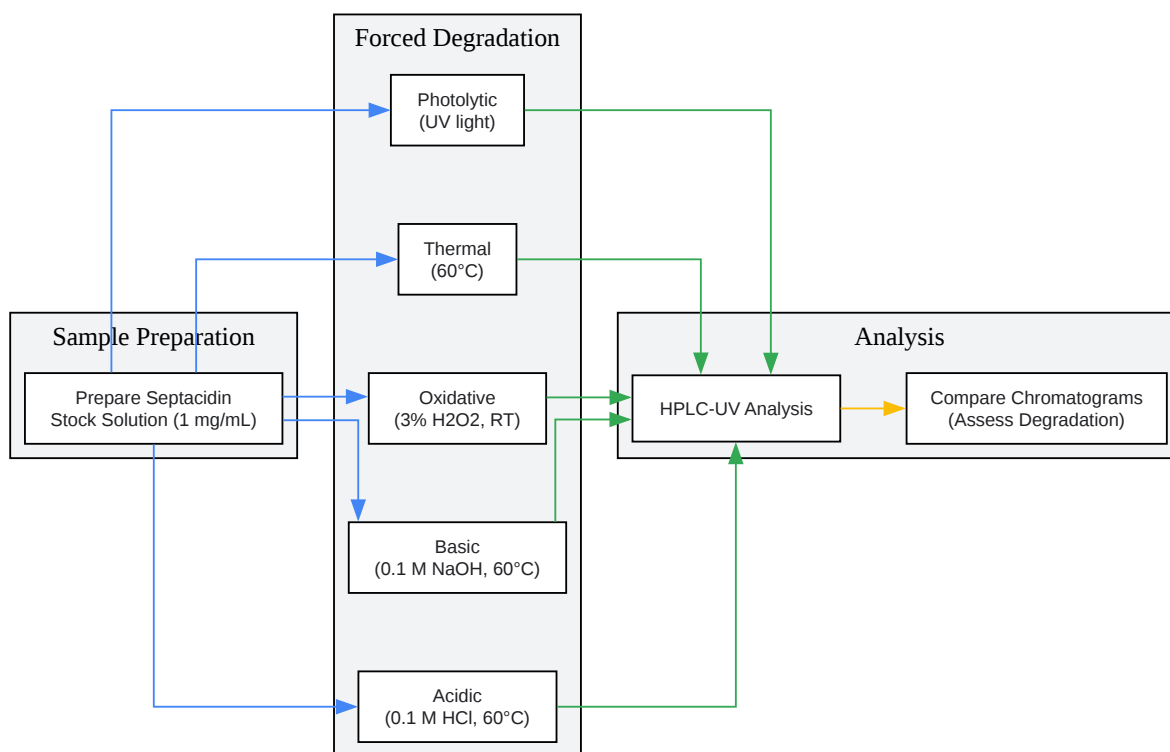 Forced Degradation
Photolytic
(UV light)
Thermal
(60°C)
Sample Preparation
Prepare Septacidin
Stock Solution (1 mg/mL)
Oxidative
(3% H2O2, RT)
Basic
(0.1 M NaOH, 60°C)
Acidic
(0.1 M HCl, 60°C)
Analysis
HPLC-UV Analysis
Compare Chromatograms
(Assess Degradation)